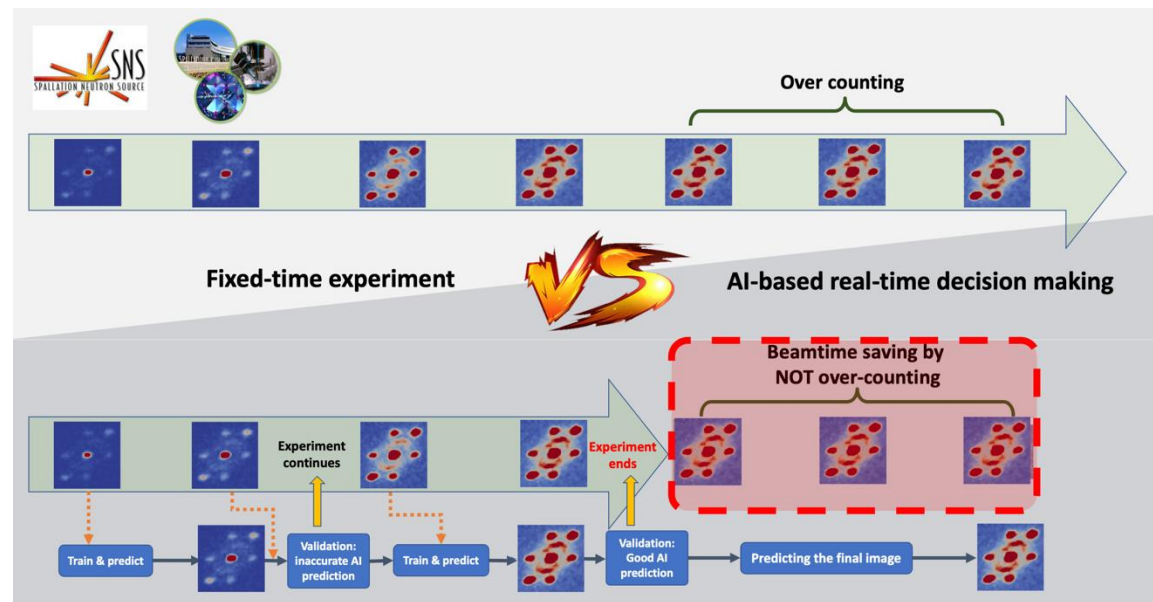 SNS
SPALLATION NEUTRON SOURCE
Over counting
Fixed-time experiment
VS
AI-based real-time decision making
Beamtime saving by
NOT over-counting
Experiment
continues
Experiment
ends
Train & predict
Validation:
inaccurate AI
prediction
Train & predict
Validation:
Good AI
prediction
Predicting the final image